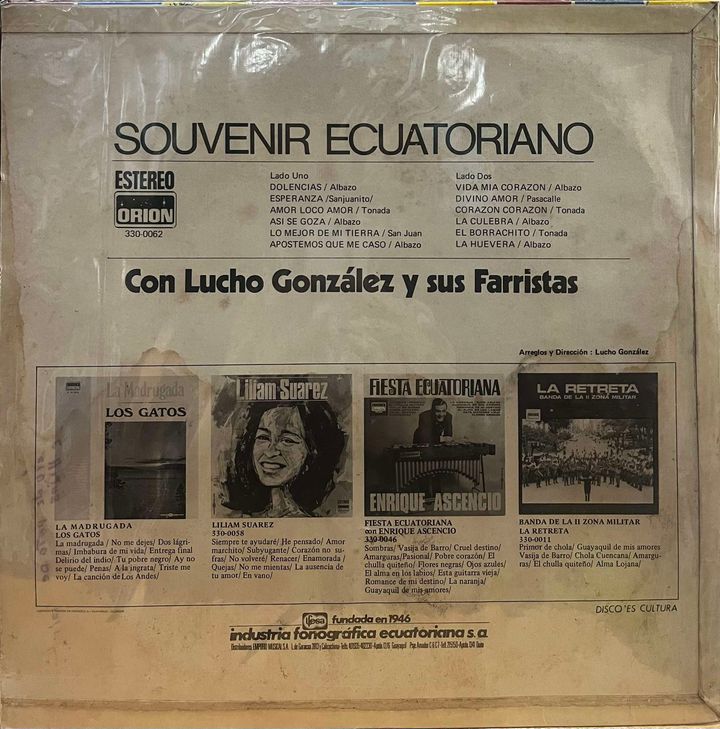 SOUVENIR ECUATORIANO
ESTEREO
ORION
330-0062
Lado Uno
DOLENCIAS / Albazo
ESPERANZA /Sanjuanito/
AMOR LOCO AMOR / Tonada
ASI SE GOZA / Albazo
LO MEJOR DE MI TIERRA / San Juan
APOSTEMOS QUE ME CASO / Albazo
Lado Dos
VIDA MIA CORAZON / Albazo
DIVINO AMOR / Pasacalle
CORAZON CORAZON / Tonada
LA CULEBRA / Albazo
EL BORRACHITO / Tonada
LA HUEVERA / Albazo
Con Lucho González y sus Farristas
Arreglos y Dirección : Lucho González
La Madrugada
LOS GATOS
LA MADRUGADA
LOS GATOS
La madrugada / No me dejes/ Dos lágri-
mas/ Imbabura de mi vida/ Entrega final
Delirio del indio/ Tu pobre negro/ Ay no
se puede/ Penas/ A la ingrata/ Triste me
voy/ La canción de Los Andes/
Liliam Suarez
LILIAM SUAREZ
330-0058
Siempre te ayudaré/ He pensado/ Amor
marchito/ Subyugante/ Corazón no su-
fras/ No volveré/ Renacer/ Enamorada /
Quejas/ No me mientas/ La ausencia de
tu amor/ En vano/
FIESTA ECUATORIANA
ENRIQUE ASCENCIO
FIESTA ECUATORIANA
con ENRIQUE ASCENCIO
330-0046
Sombras/ Vasija de Barro/ Cruel destino/
Amarguras/ Pasional/ Pobre corazón/ El
chulla quiteño/ Flores negras/ Ojos azules/
El alma en los labios/ Esta guitarra vieja/
Romance de mi destino/ La naranja/
Guayaquil de mis amores/
LA RETRETA
BANDA DE LA II ZONA MILITAR
BANDA DE LA II ZONA MILITAR
LA RETRETA
330-0011
Primor de chola/ Guayaquil de mis amores
Vasija de Barro/ Chola Cuencana/ Amargu-
ras/ El chulla quiteño/ Alma Lojana/
DISCO'ES CULTURA
ifesa fundada en 1946
industria fonográfica ecuatoriana s.a.
Distribuidores: EMPORIO MUSICAL S.A.